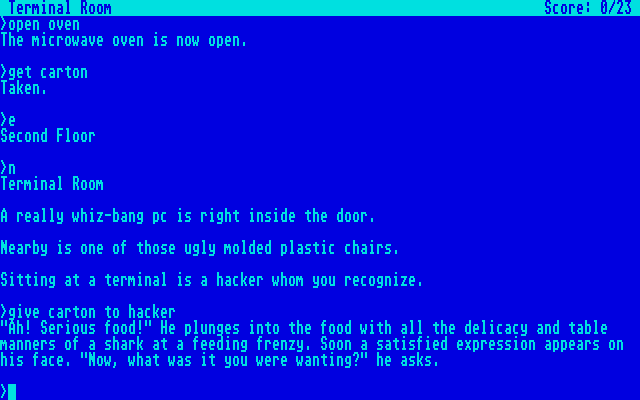 Terminal Room Score: 0/23
>open oven
The microwave oven is now open.
>get carton
Taken.
>e
Second Floor
>n
Terminal Room
A really whiz-bang pc is right inside the door.
Nearby is one of those ugly molded plastic chairs.
Sitting at a terminal is a hacker whom you recognize.
>give carton to hacker
"Ah! Serious food!" He plunges into the food with all the delicacy and table
manners of a shark at a feeding frenzy. Soon a satisfied expression appears on
his face. "Now, what was it you were wanting?" he asks.
>